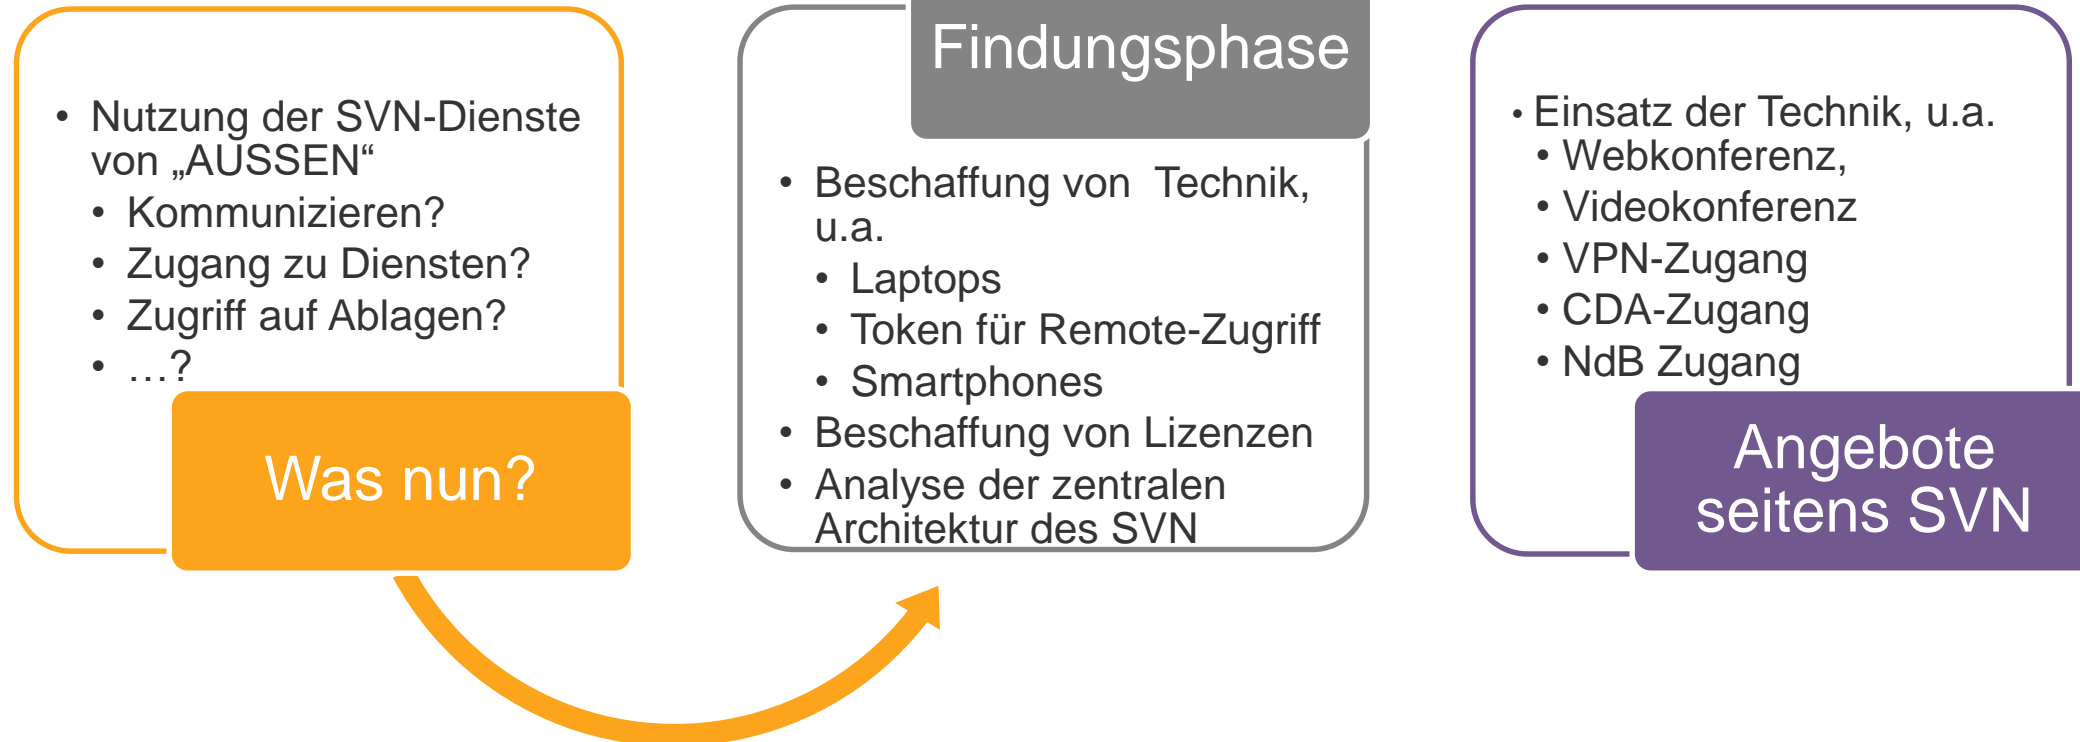 • Nutzung der SVN-Dienste
von „AUSSEN“
• Kommunizieren?
• Zugang zu Diensten?
• Zugriff auf Ablagen?
• …?
Was nun?
Findungsphase
• Beschaffung von  Technik,
u.a.
• Laptops
• Token für Remote-Zugriff
• Smartphones
• Beschaffung von Lizenzen
• Analyse der zentralen
Architektur des SVN
• Einsatz der Technik, u.a.
• Webkonferenz,
• Videokonferenz
• VPN-Zugang
• CDA-Zugang
• NdB Zugang
Angebote
seitens SVN